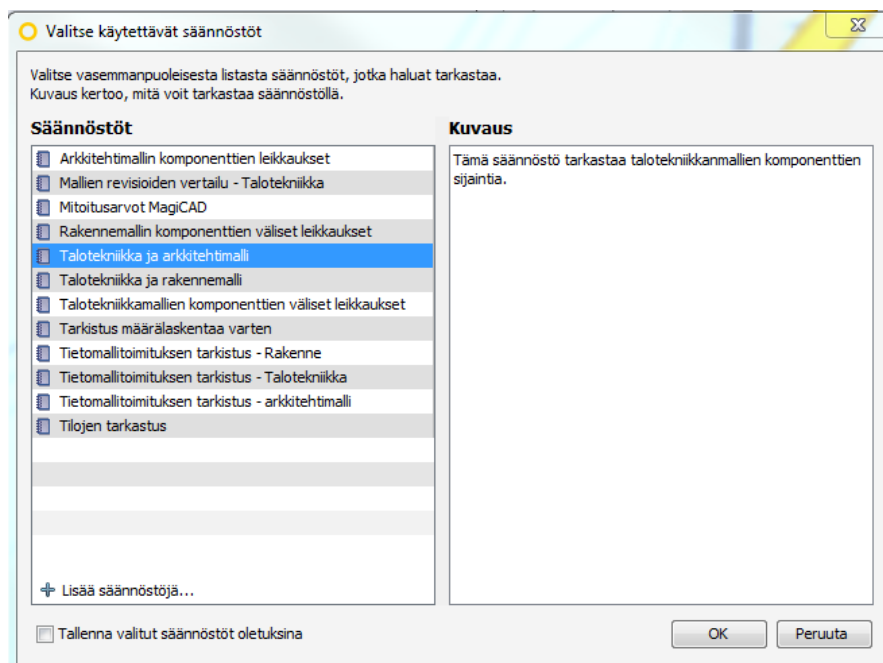 Valitse käytettävät säännöstöt
Valitse vasemmanpuoleisesta listasta säännöstöt, jotka haluat tarkastaa.
Kuvaus kertoo, mitä voit tarkastaa säännöstöllä.
Säännöstöt
Arkkitehtimallin komponenttien leikkaukset
Mallien revisioiden vertailu - Talotekniikka
Mitoitusarvot MagiCAD
Rakennemallin komponenttien väliset leikkaukset
Talotekniikka ja arkkitehtimalli
Talotekniikka ja rakennemalli
Talotekniikkamallien komponenttien väliset leikkaukset
Tarkistus määrälaskentaa varten
Tietomallitoimituksen tarkistus - Rakenne
Tietomallitoimituksen tarkistus - Talotekniikka
Tietomallitoimituksen tarkistus - arkkitehtimalli
Tilojen tarkastus
Lisää säännöstöjä...
Kuvaus
Tämä säännöstö tarkastaa talotekniikkanmallien komponenttien
sijaintia.
Tallenna valitut säännöstöt oletuksina
OK
Peruuta